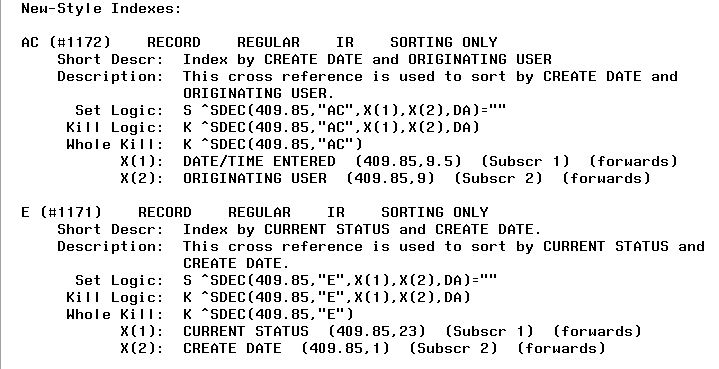 New-Style Indexes:
AC (#1172)    RECORD    REGULAR    IR    SORTING ONLY
Short Descr:  Index by CREATE DATE and ORIGINATING USER
Description:  This cross reference is used to sort by CREATE DATE and
ORIGINATING USER.
Set Logic:  S ^SDEC(409.85,"AC",X(1),X(2),DA)=""
Kill Logic:  K ^SDEC(409.85,"AC",X(1),X(2),DA)
Whole Kill:  K ^SDEC(409.85,"AC")
X(1):  DATE/TIME ENTERED  (409.85,9.5)  (Subscr 1)  (forwards)
X(2):  ORIGINATING USER  (409.85,9)  (Subscr 2)  (forwards)
E (#1171)    RECORD    REGULAR    IR    SORTING ONLY
Short Descr:  Index by CURRENT STATUS and CREATE DATE.
Description:  This cross reference is used to sort by CURRENT STATUS and
CREATE DATE.
Set Logic:  S ^SDEC(409.85,"E",X(1),X(2),DA)=""
Kill Logic:  K ^SDEC(409.85,"E",X(1),X(2),DA)
Whole Kill:  K ^SDEC(409.85,"E")
X(1):  CURRENT STATUS  (409.85,23)  (Subscr 1)  (forwards)
X(2):  CREATE DATE  (409.85,1)  (Subscr 2)  (forwards)